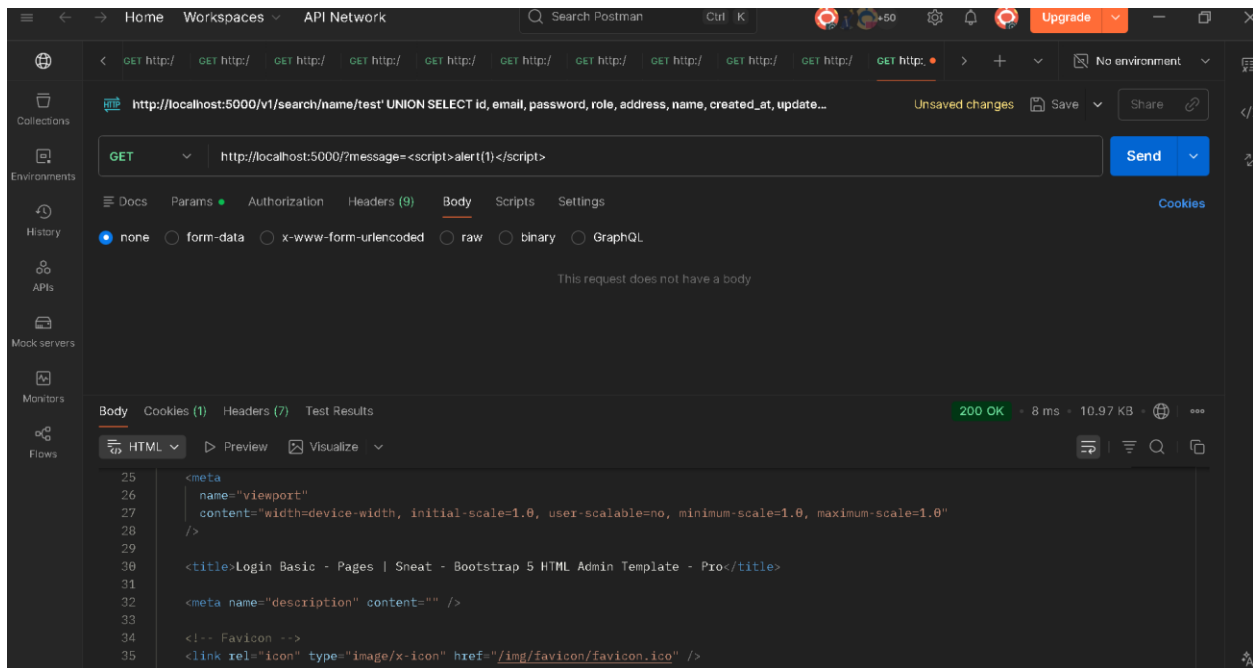 Home Workspaces API Network Search Postman Ctrl K +50 Upgrade
GET http:/ GET http:/ GET http:/ GET http:/ GET http:/ GET http:/ GET http:/ GET http:/ GET http:/ GET http:/ GET http: No environment
HTTP http://localhost:5000/v1/search/name/test' UNION SELECT id, email, password, role, address, name, created_at, update... Unsaved changes Save Share
Collections
GET http://localhost:5000/?message=<script>alert(1)</script> Send
Environments
Docs Params Authorization Headers (9) Body Scripts Settings Cookies
History
none form-data x-www-form-urlencoded raw binary GraphQL
APIs
This request does not have a body
Mock servers
Monitors
Body Cookies (1) Headers (7) Test Results 200 OK 8 ms 10.97 KB
Flows
HTML Preview Visualize
25 <meta
26 name="viewport"
27 content="width=device-width, initial-scale=1.0, user-scalable=no, minimum-scale=1.0, maximum-scale=1.0"
28 />
29
30 <title>Login Basic - Pages | Sneat - Bootstrap 5 HTML Admin Template - Pro</title>
31
32 <meta name="description" content="" />
33
34 <!-- Favicon -->
35 <link rel="icon" type="image/x-icon" href="/img/favicon/favicon.ico" />